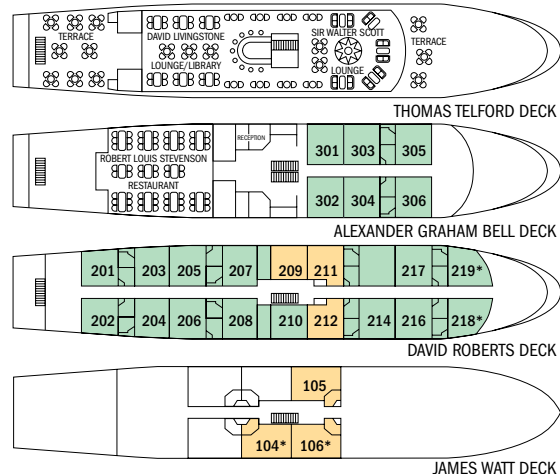 TERRACE
DAVID LIVINGSTONE
LOUNGE/LIBRARY
SIR WALTER SCOTT
LOUNGE
TERRACE
THOMAS TELFORD DECK
ROBERT LOUIS STEVENSON
RESTAURANT
RECEPTION
301 303 305
302 304 306
ALEXANDER GRAHAM BELL DECK
201 203 205 207 209 211 217 219*
202 204 206 208 210 212 214 216 218*
DAVID ROBERTS DECK
105
104* 106*
JAMES WATT DECK